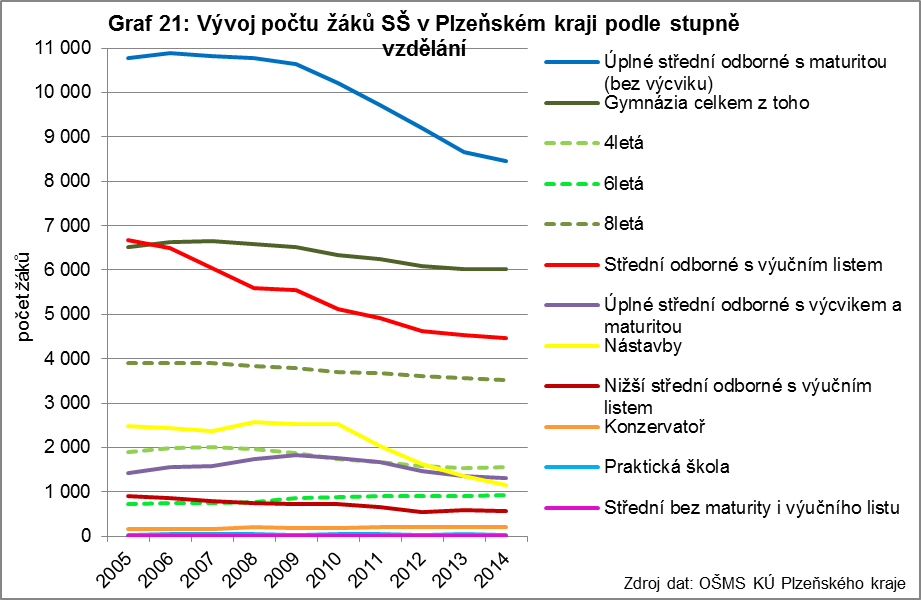 Graf 21: Vývoj počtu žáků SŠ v Plzeňském kraji podle stupně
vzdělání
počet žáků
11 000
10 000
9 000
8 000
7 000
6 000
5 000
4 000
3 000
2 000
1 000
0
2005
2006
2007
2008
2009
2010
2011
2012
2013
2014
Úplné střední odborné s maturitou
(bez výcviku)
Gymnázia celkem z toho
4letá
6letá
8letá
Střední odborné s výučním listem
Úplné střední odborné s výcvikem a
maturitou
Nástavby
Nižší střední odborné s výučním
listem
Konzervatoř
Praktická škola
Střední bez maturity i výučního listu
Zdroj dat: OŠMS KÚ Plzeňského kraje